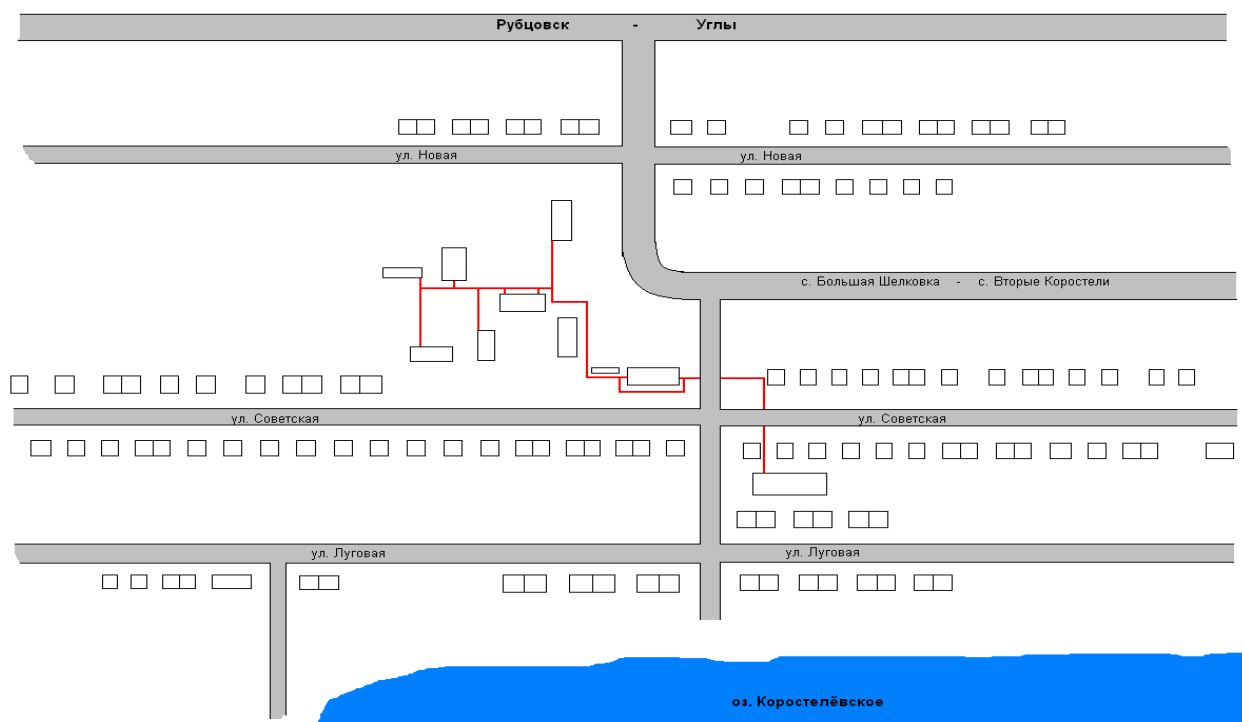 Рубцовск - Углы
ул. Новая ул. Новая
с. Большая Шелковка - с. Вторые Коростели
ул. Советская ул. Советская
ул. Луговая ул. Луговая
оз. Коростелёвское